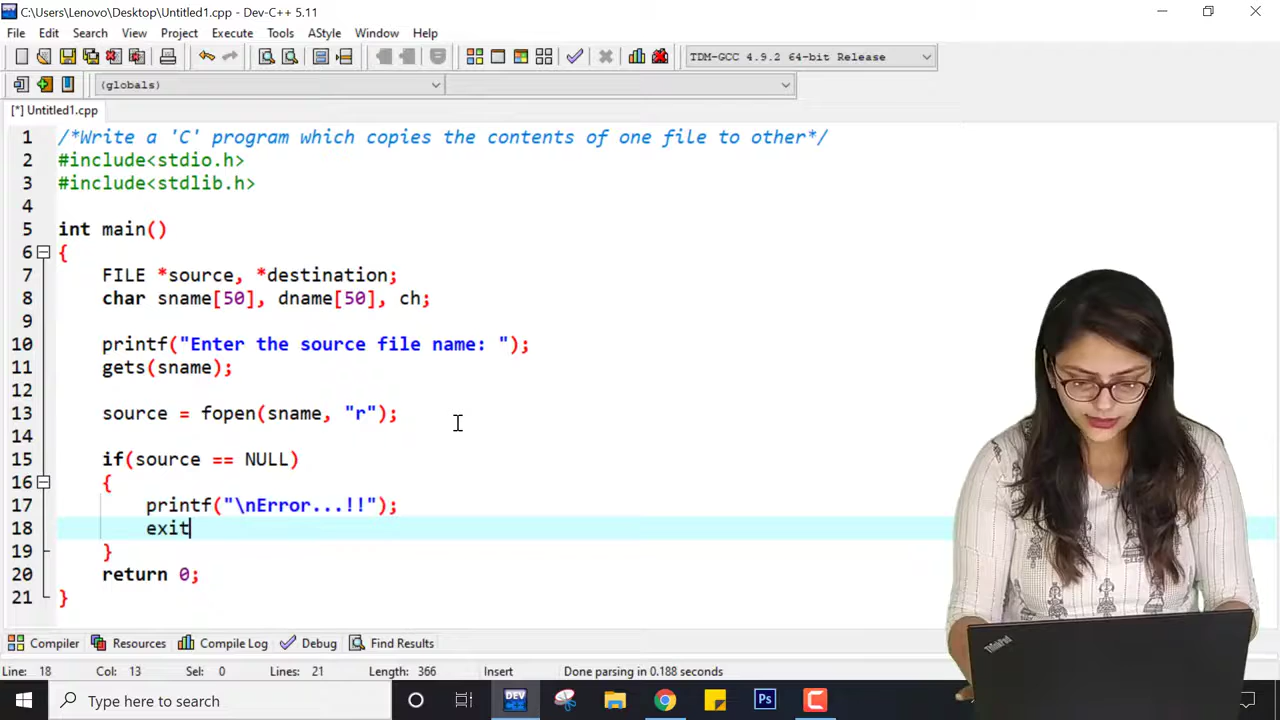 C:\Users\Lenovo\Desktop\Untitled1.cpp - Dev-C++ 5.11
File Edit Search View Project Execute Tools AStyle Window Help
TDM-GCC 4.9.2 64-bit Release
(globals)
[*] Untitled1.cpp
1 /*Write a 'C' program which copies the contents of one file to other*/
2 #include<stdio.h>
3 #include<stdlib.h>
4
5 int main()
6 {
7 FILE *source, *destination;
8 char sname[50], dname[50], ch;
9
10 printf("Enter the source file name: ");
11 gets(sname);
12
13 source = fopen(sname, "r");
14
15 if(source == NULL)
16 {
17 printf("\nError...!!");
18 exit
19 }
20 return 0;
21 }
Compiler Resources Compile Log Debug Find Results
Line: 18 Col: 13 Sel: 0 Lines: 21 Length: 366 Insert Done parsing in 0.188 seconds
Type here to search DEV Ps
ThinkPad